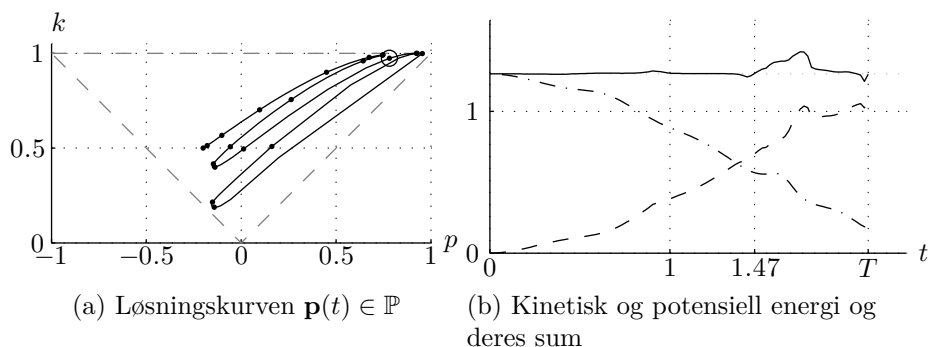 k
1
0.5
0
−1
−0.5
0
0.5
1
p
(a) Løsningskurven p(t) ∈ ℙ
1
0
0
1
1.47
T
t
(b) Kinetisk og potensiell energi og
deres sum